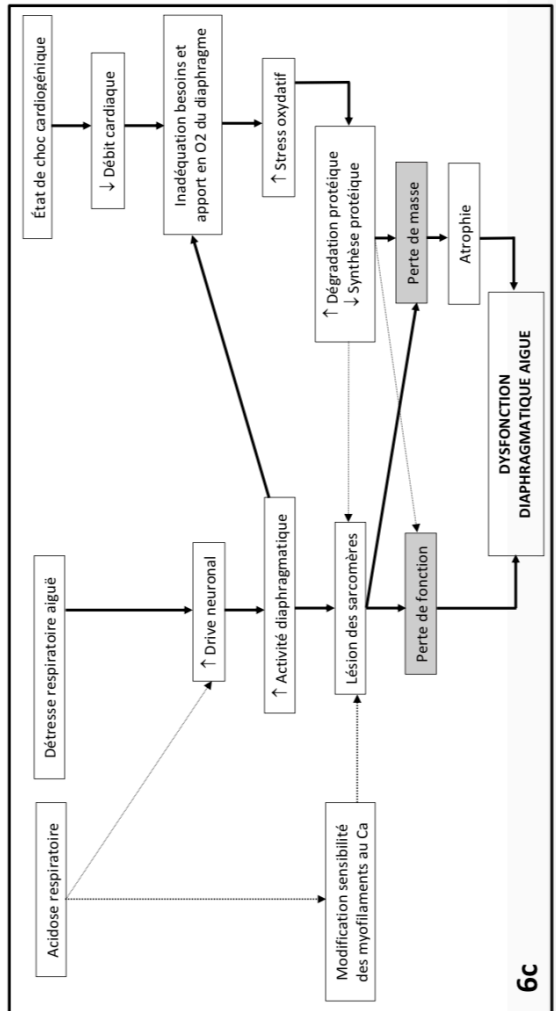 Acidose respiratoire
Détresse respiratoire aiguë
État de choc cardiogénique
↓ Débit cardiaque
↑ Drive neuronal
Inadéquation besoins et
apport en O2 du diaphragme
↑ Activité diaphragmatique
↑ Stress oxydatif
Modification sensibilité
des myofilaments au Ca
Lésion des sarcomères
↑ Dégradation protéique
↓ Synthèse protéique
Perte de fonction
Perte de masse
Atrophie
DYSFONCTION
DIAPHRAGMATIQUE AIGUE
6c